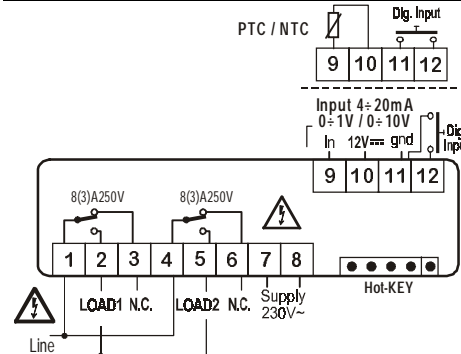 PTC / NTC
Dig. Input
9 10 11 12
Input 4÷20mA
0÷1V / 0÷10V
In 12V gnd
Dig
Inpu
9 10 11 12
8(3)A250V 8(3)A250V
1 2 3 4 5 6 7 8
LOAD1 N.C. LOAD2 N.C. Supply
230V~
Hot-KEY
Line